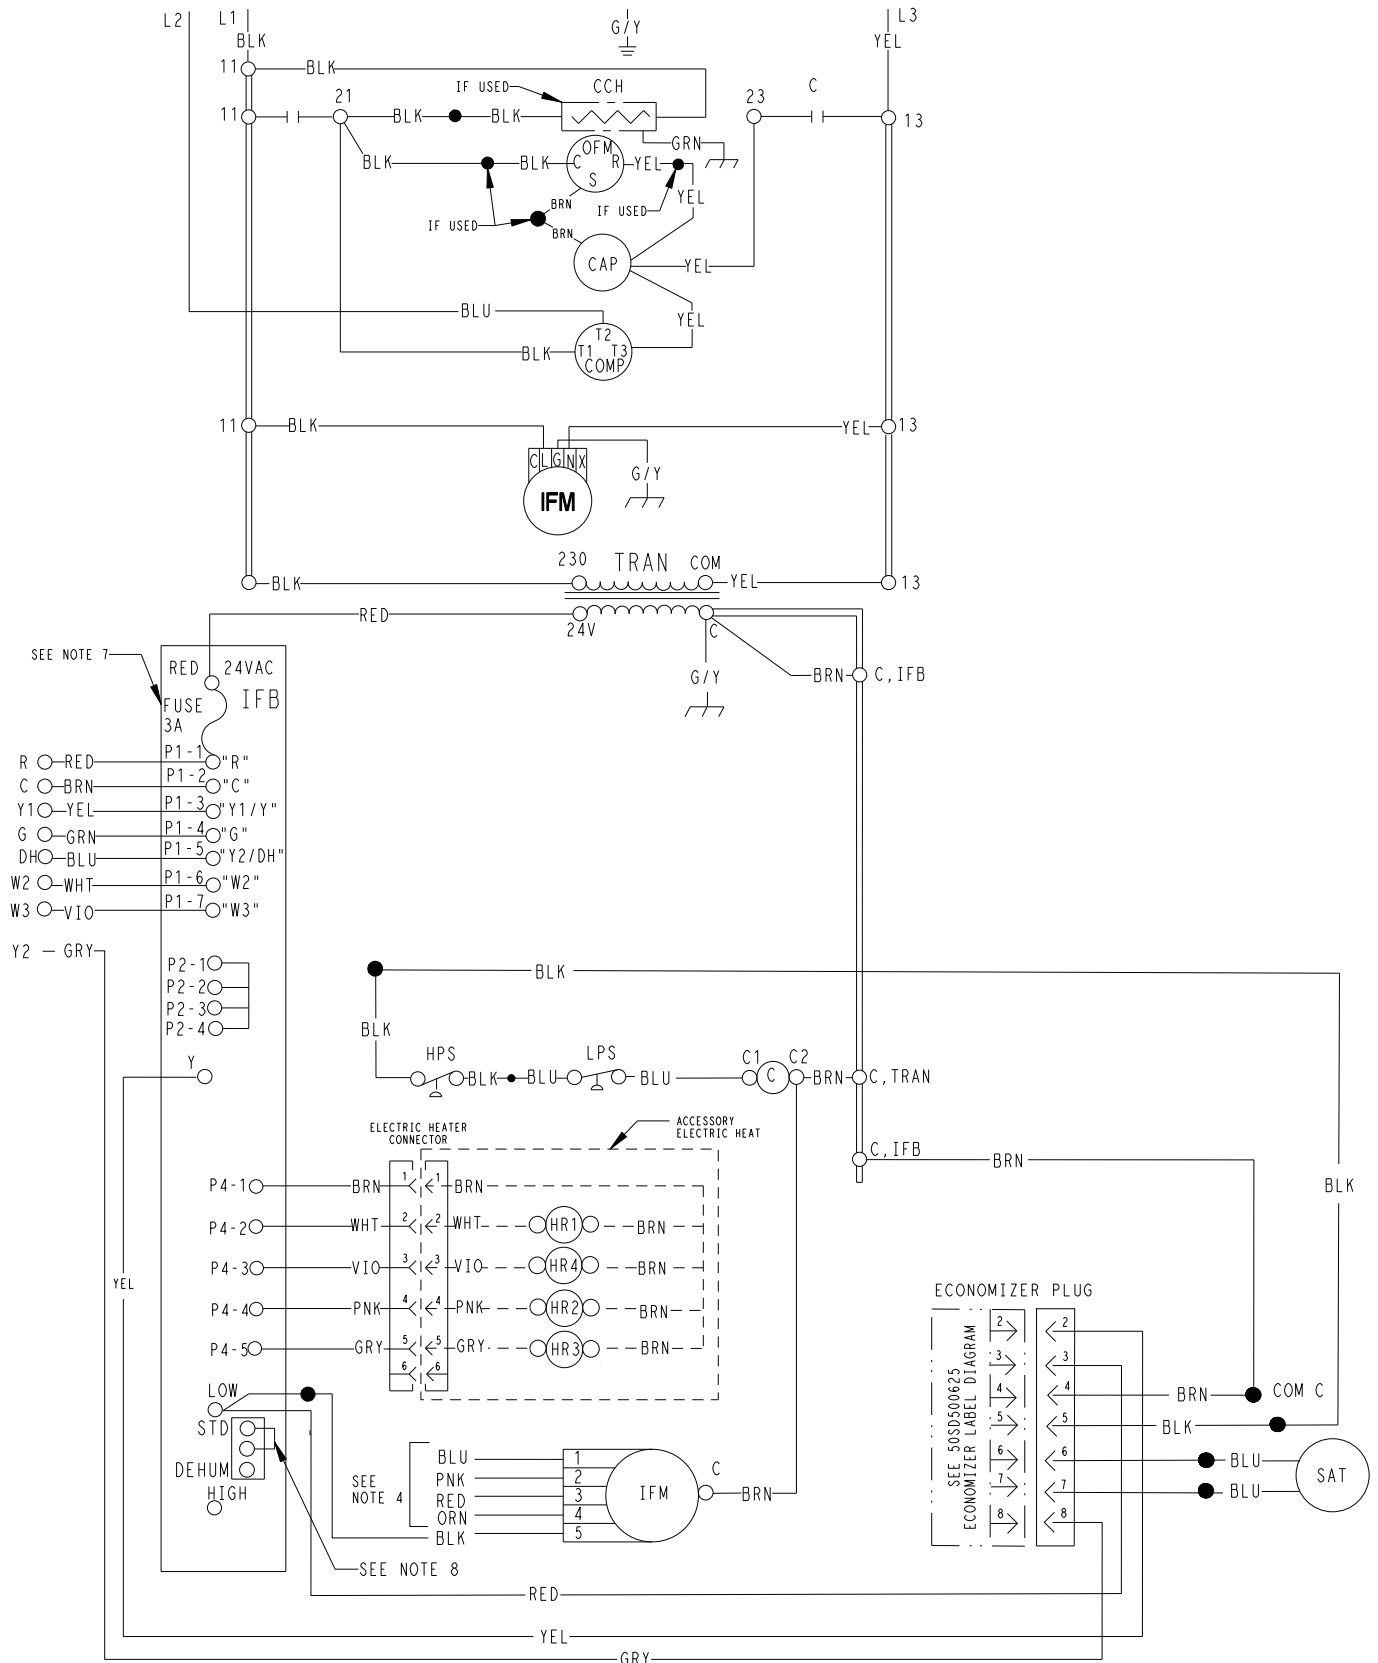 L2
L1
BLK
G/Y
L3
YEL
11
BLK
IF USED
CCH
C
11
21
BLK
BLK
23
13
GRN
BLK
BLK
C
OFM
R
S
YEL
YEL
BRN
IF USED
IF USED
BRN
CAP
YEL
BLU
YEL
T2
T1
T3
COMP
BLK
11
BLK
YEL
13
C L G N X
G/Y
IFM
230
TRAN
COM
BLK
YEL
13
RED
24V
C
SEE NOTE 7
RED
24VAC
IFB
FUSE
3A
G/Y
BRN
C, IFB
R
RED
P1-1
"R"
C
BRN
P1-2
"C"
Y1
YEL
P1-3
"Y1/Y"
G
GRN
P1-4
"G"
DH
BLU
P1-5
"Y2/DH"
W2
WHT
P1-6
"W2"
W3
VIO
P1-7
"W3"
Y2
GRY
P2-1
P2-2
P2-3
P2-4
BLK
BLK
Y
HPS
BLK
BLU
LPS
BLU
C1
C
C2
BRN
C, TRAN
ELECTRIC HEATER
CONNECTOR
ACCESSORY
ELECTRIC HEAT
C, IFB
BRN
BLK
P4-1
BRN
1
1
BRN
P4-2
WHT
2
2
WHT
HR1
BRN
P4-3
VIO
3
3
VIO
HR4
BRN
P4-4
PNK
4
4
PNK
HR2
BRN
P4-5
GRY
5
5
GRY
HR3
BRN
6
6
YEL
ECONOMIZER PLUG
SEE 50SD500625
ECONOMIZER LABEL DIAGRAM
2
2
3
3
4
4
BRN
COM C
5
5
BLK
6
6
BLU
7
7
BLU
8
8
SAT
LOW
STD
DEHUM
HIGH
SEE
NOTE 4
BLU
1
PNK
2
RED
3
ORN
4
BLK
5
IFM
C
BRN
SEE NOTE 8
RED
YEL
GRY